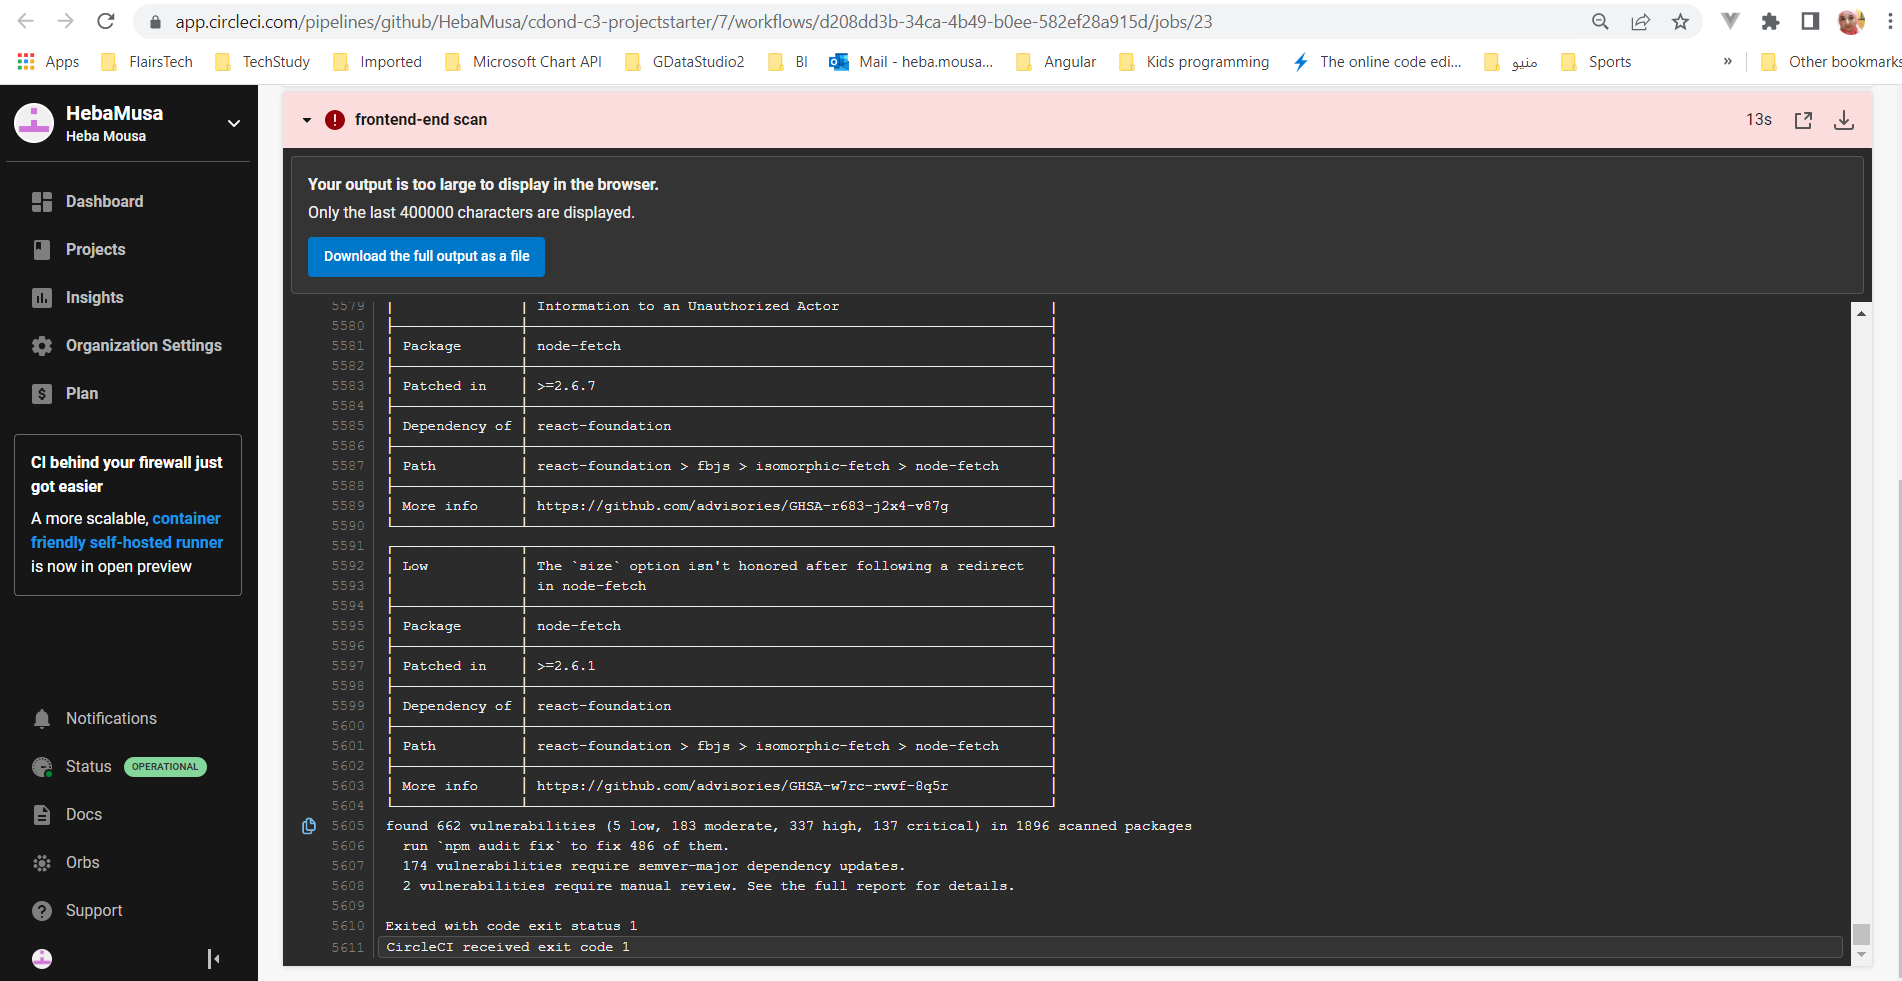 app.circleci.com/pipelines/github/HebaMusa/cdond-c3-projectstarter/7/workflows/d208dd3b-34ca-4b49-b0ee-582ef28a915d/jobs/23
Apps FlairsTech TechStudy Imported Microsoft Chart API GDataStudio2 BI Mail - heba.mousa... Angular Kids programming The online code edi... منيو Sports » Other bookmarks
HebaMusa
Heba Mousa
Dashboard
Projects
Insights
Organization Settings
Plan
CI behind your firewall just
got easier
A more scalable, container
friendly self-hosted runner
is now in open preview
Notifications
Status OPERATIONAL
Docs
Orbs
Support
frontend-end scan 13s
Your output is too large to display in the browser.
Only the last 400000 characters are displayed.
Download the full output as a file
5579 Information to an Unauthorized Actor
5580
5581 Package node-fetch
5582
5583 Patched in >=2.6.7
5584
5585 Dependency of react-foundation
5586
5587 Path react-foundation > fbjs > isomorphic-fetch > node-fetch
5588
5589 More info https://github.com/advisories/GHSA-r683-j2x4-v87g
5590
5591
5592 Low The `size` option isn't honored after following a redirect
5593 in node-fetch
5594
5595 Package node-fetch
5596
5597 Patched in >=2.6.1
5598
5599 Dependency of react-foundation
5600
5601 Path react-foundation > fbjs > isomorphic-fetch > node-fetch
5602
5603 More info https://github.com/advisories/GHSA-w7rc-rwvf-8q5r
5604
5605 found 662 vulnerabilities (5 low, 183 moderate, 337 high, 137 critical) in 1896 scanned packages
5606 run `npm audit fix` to fix 486 of them.
5607 174 vulnerabilities require semver-major dependency updates.
5608 2 vulnerabilities require manual review. See the full report for details.
5609
5610 Exited with code exit status 1
5611 CircleCI received exit code 1